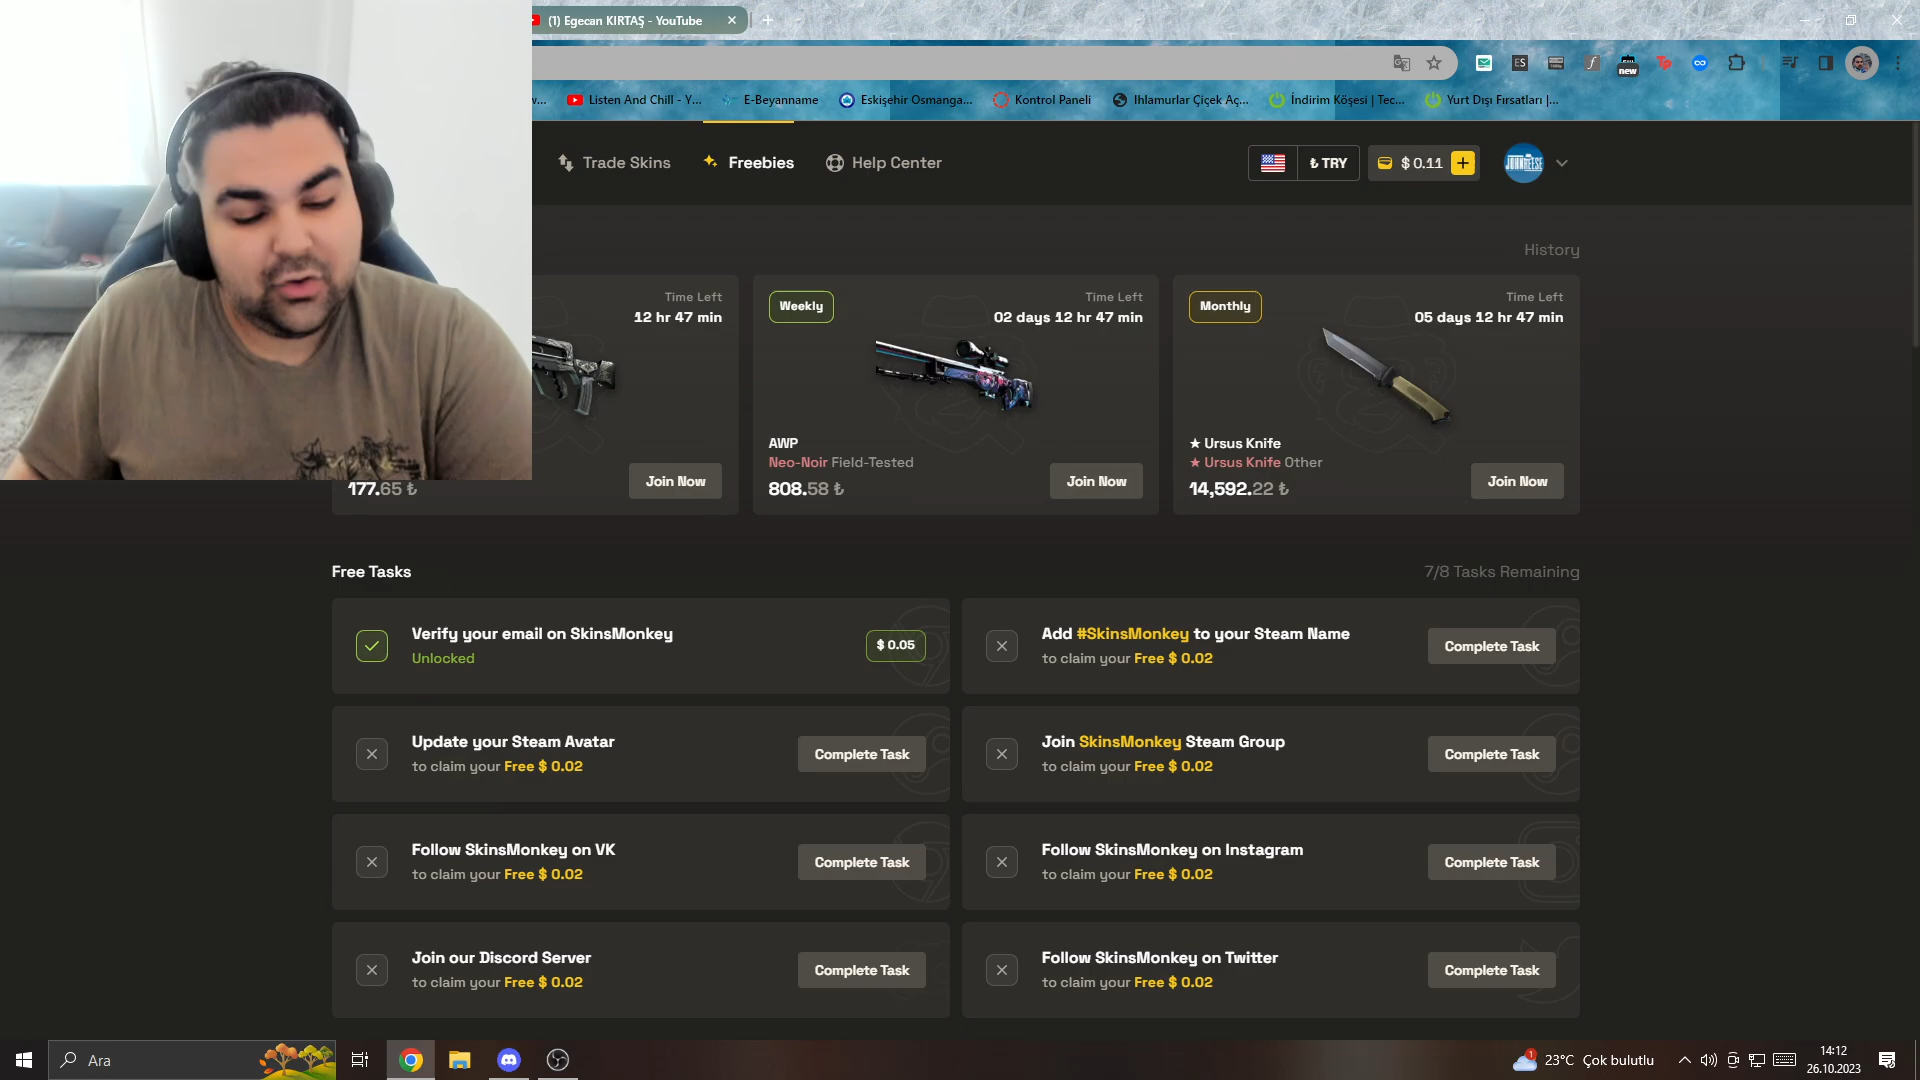 (1) Egecan KIRTAŞ - YouTube
w...
Listen And Chill - Y...
E-Beyanname
Eskişehir Osmanga...
Kontrol Paneli
Ihlamurlar Çiçek Aç...
İndirim Köşesi | Tec...
Yurt Dışı Fırsatları |...
ES
new
Trade Skins
Freebies
Help Center
₺ TRY
$ 0.11
JOHNREESE
History
Time Left
12 hr 47 min
177.65 ₺
Join Now
Weekly
Time Left
02 days 12 hr 47 min
AWP
Neo-Noir Field-Tested
808.58 ₺
Join Now
Monthly
Time Left
05 days 12 hr 47 min
★ Ursus Knife
★ Ursus Knife Other
14,592.22 ₺
Join Now
Free Tasks
7/8 Tasks Remaining
Verify your email on SkinsMonkey
Unlocked
$ 0.05
Add #SkinsMonkey to your Steam Name
to claim your Free $ 0.02
Complete Task
Update your Steam Avatar
to claim your Free $ 0.02
Complete Task
Join SkinsMonkey Steam Group
to claim your Free $ 0.02
Complete Task
Follow SkinsMonkey on VK
to claim your Free $ 0.02
Complete Task
Follow SkinsMonkey on Instagram
to claim your Free $ 0.02
Complete Task
Join our Discord Server
to claim your Free $ 0.02
Complete Task
Follow SkinsMonkey on Twitter
to claim your Free $ 0.02
Complete Task
Ara
1
23°C Çok bulutlu
14:12
26.10.2023